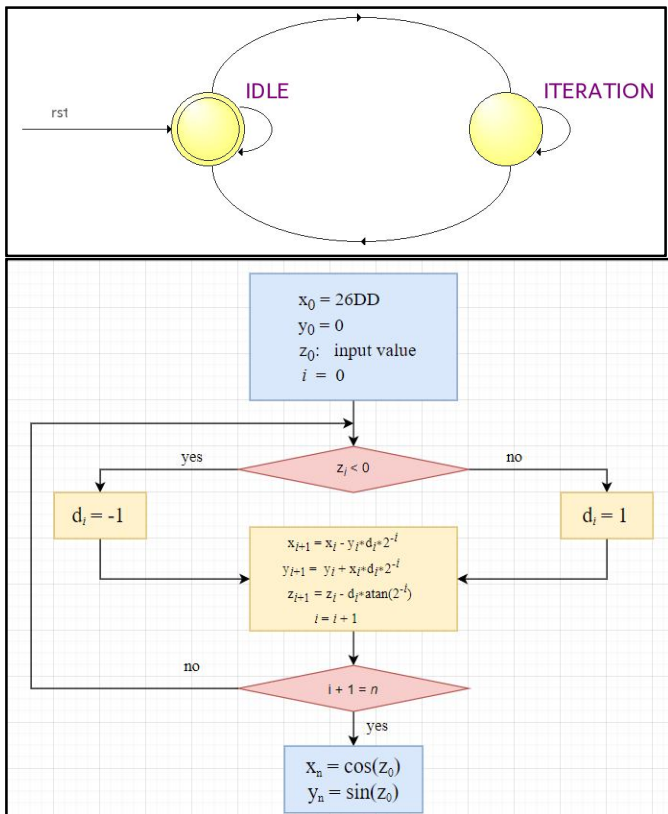 IDLE
ITERATION
rst
x₀ = 26DD
y₀ = 0
z₀: input value
i = 0
yes
zᵢ < 0
no
dᵢ = -1
dᵢ = 1
xᵢ₊₁ = xᵢ - yᵢ*dᵢ*2⁻ⁱ
yᵢ₊₁ = yᵢ + xᵢ*dᵢ*2⁻ⁱ
zᵢ₊₁ = zᵢ - dᵢ*atan(2⁻ⁱ)
i = i + 1
no
i + 1 = n
yes
xₙ = cos(z₀)
yₙ = sin(z₀)